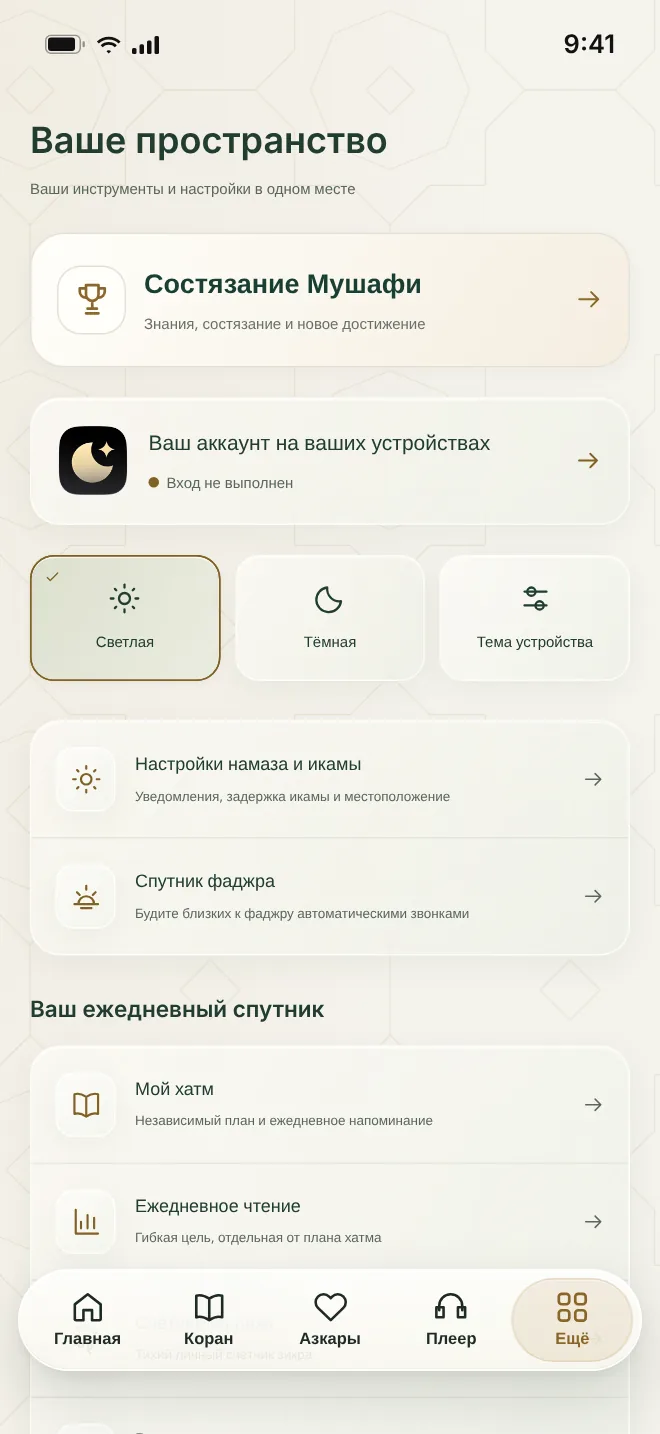 9:41
Ваше пространство
Ваши инструменты и настройки в одном месте
Состязание Мушафи
Знания, состязание и новое достижение
Ваш аккаунт на ваших устройствах
Вход не выполнен
Светлая
Тёмная
Тема устройства
Настройки намаза и икамы
Уведомления, задержка икамы и местоположение
Спутник фаджра
Будите близких к фаджру автоматическими звонками
Ваш ежедневный спутник
Мой хатм
Независимый план и ежедневное напоминание
Ежедневное чтение
Гибкая цель, отдельная от плана хатма
Главная
Коран
Азкары
Плеер
Ещё